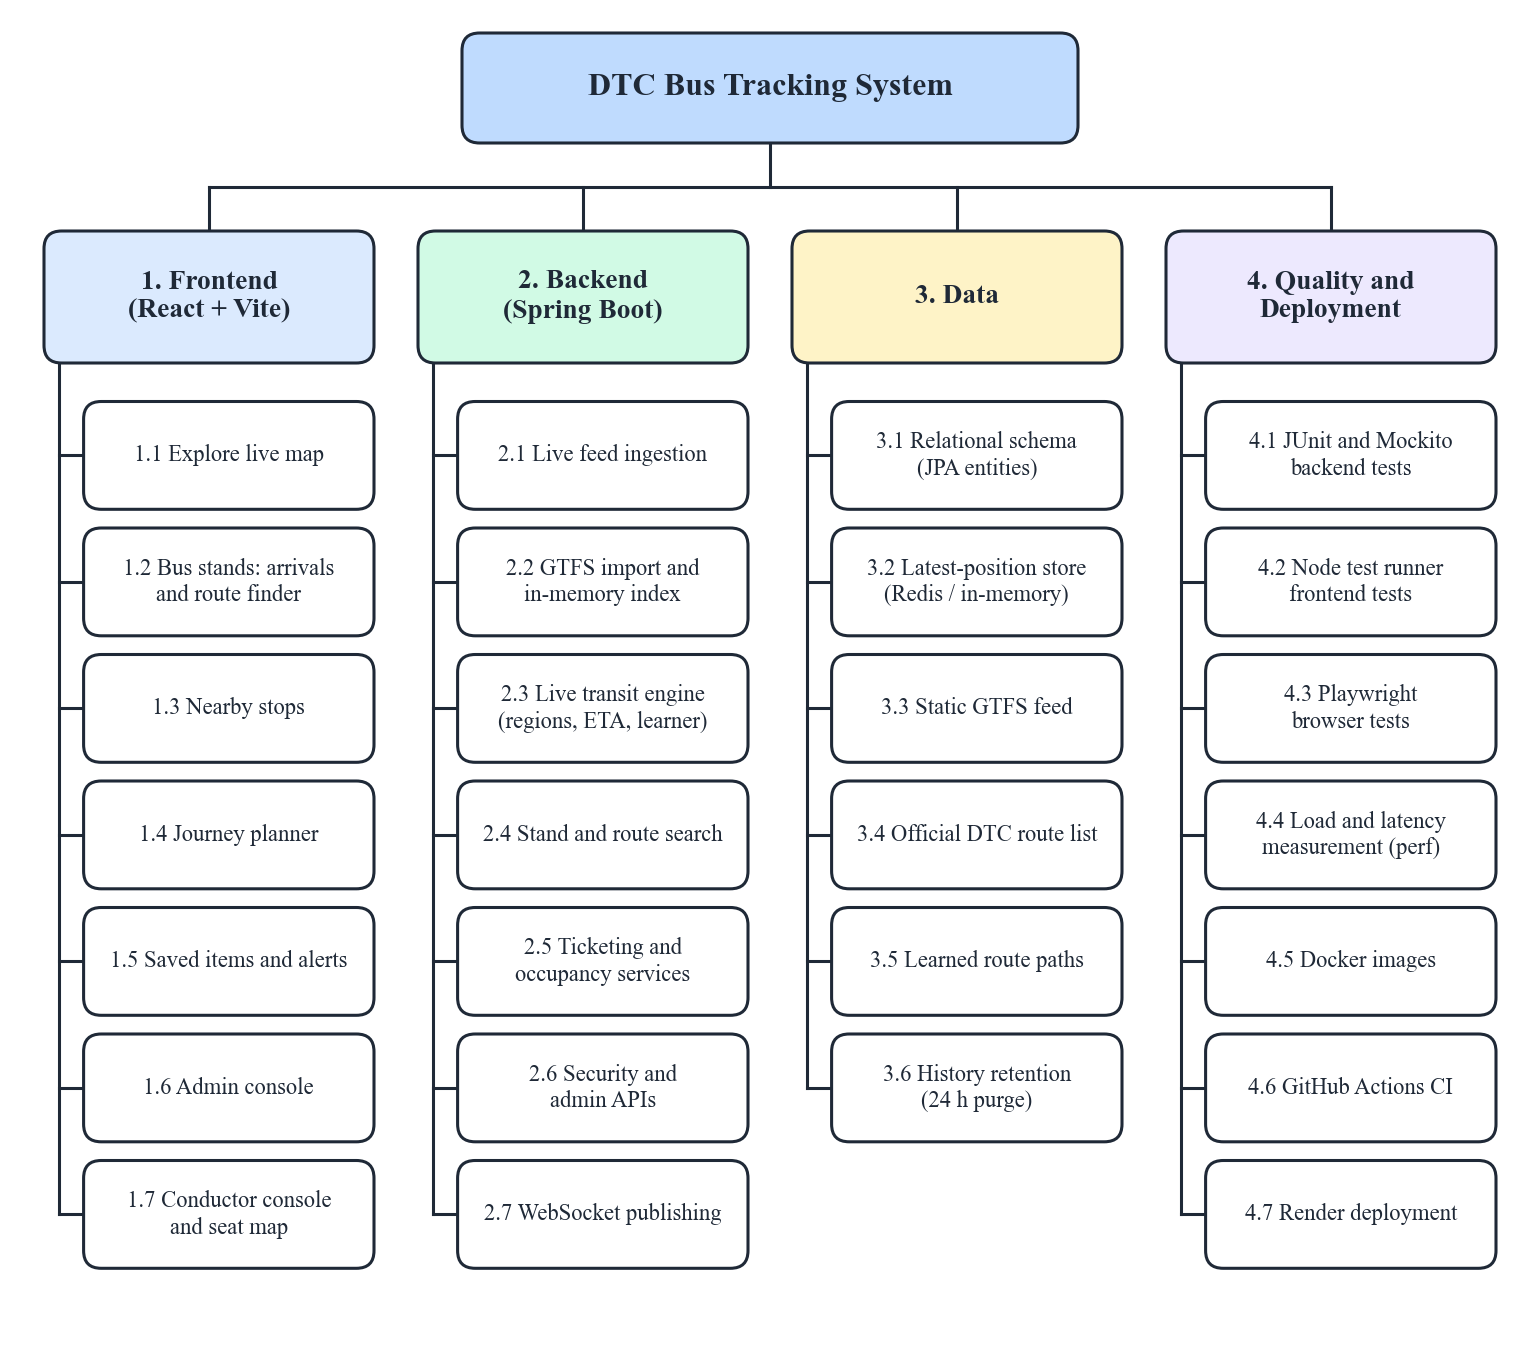 DTC Bus Tracking System
1. Frontend
(React + Vite)
2. Backend
(Spring Boot)
3. Data
4. Quality and
Deployment
1.1 Explore live map
1.2 Bus stands: arrivals
and route finder
1.3 Nearby stops
1.4 Journey planner
1.5 Saved items and alerts
1.6 Admin console
1.7 Conductor console
and seat map
2.1 Live feed ingestion
2.2 GTFS import and
in-memory index
2.3 Live transit engine
(regions, ETA, learner)
2.4 Stand and route search
2.5 Ticketing and
occupancy services
2.6 Security and
admin APIs
2.7 WebSocket publishing
3.1 Relational schema
(JPA entities)
3.2 Latest-position store
(Redis / in-memory)
3.3 Static GTFS feed
3.4 Official DTC route list
3.5 Learned route paths
3.6 History retention
(24 h purge)
4.1 JUnit and Mockito
backend tests
4.2 Node test runner
frontend tests
4.3 Playwright
browser tests
4.4 Load and latency
measurement (perf)
4.5 Docker images
4.6 GitHub Actions CI
4.7 Render deployment